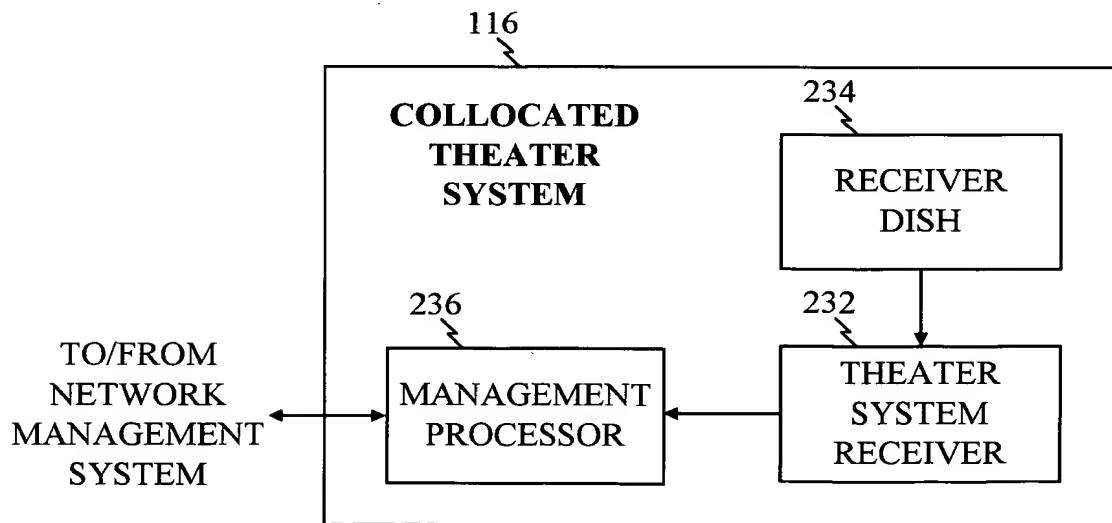 116
COLLOCATED
THEATER
SYSTEM
234
RECEIVER
DISH
236
232
TO/FROM
NETWORK
MANAGEMENT
SYSTEM
MANAGEMENT
PROCESSOR
THEATER
SYSTEM
RECEIVER